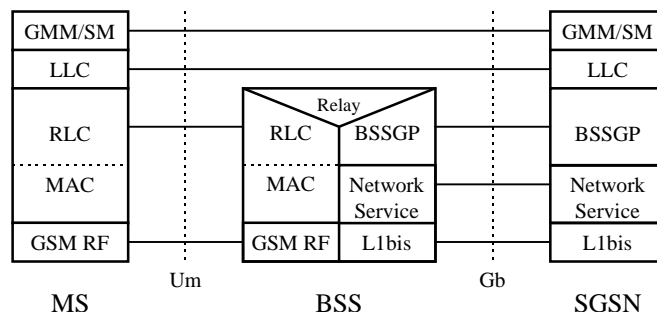 GMM/SM GMM/SM
LLC LLC
Relay
RLC RLC BSSGP BSSGP
MAC MAC Network Service Network Service
GSM RF GSM RF L1bis L1bis
Um Gb
MS BSS SGSN